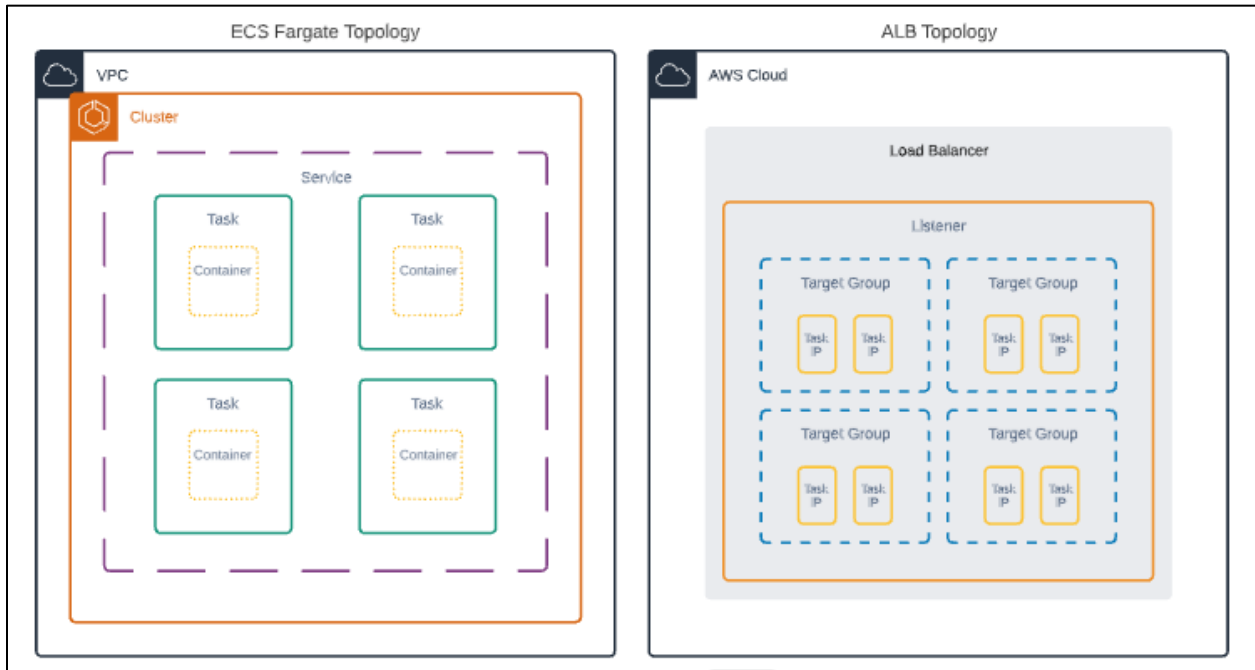 ECS Fargate Topology
VPC
Cluster
Service
Task
Container
Task
Container
Task
Container
Task
Container
ALB Topology
AWS Cloud
Load Balancer
Listener
Target Group
Task
IP
Task
IP
Target Group
Task
IP
Task
IP
Target Group
Task
IP
Task
IP
Target Group
Task
IP
Task
IP